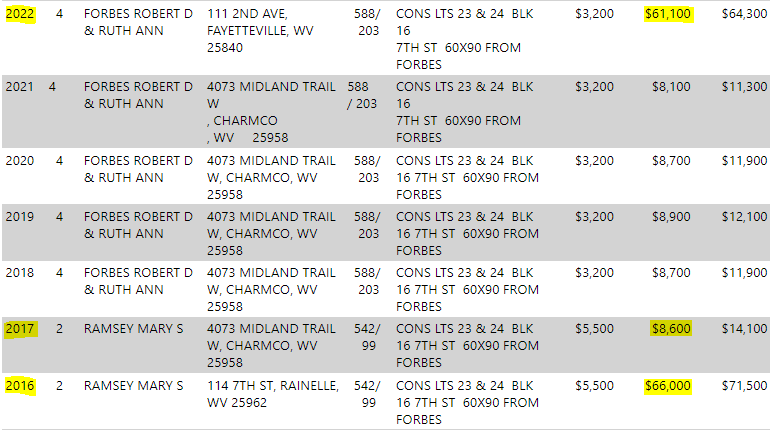 2022 4 FORBES ROBERT D 111 2ND AVE, 588/ CONS LTS 23 & 24 BLK $3,200 $61,100 $64,300
& RUTH ANN FAYETTEVILLE, WV 203 16
25840 7TH ST 60X90 FROM
FORBES
2021 4 FORBES ROBERT D 4073 MIDLAND TRAIL 588 CONS LTS 23 & 24 BLK $3,200 $8,100 $11,300
& RUTH ANN W / 203 16
, CHARMCO 7TH ST 60X90 FROM
, WV 25958 FORBES
2020 4 FORBES ROBERT D 4073 MIDLAND TRAIL 588/ CONS LTS 23 & 24 BLK $3,200 $8,700 $11,900
& RUTH ANN W, CHARMCO, WV 203 16 7TH ST 60X90 FROM
25958 FORBES
2019 4 FORBES ROBERT D 4073 MIDLAND TRAIL 588/ CONS LTS 23 & 24 BLK $3,200 $8,900 $12,100
& RUTH ANN W, CHARMCO, WV 203 16 7TH ST 60X90 FROM
25958 FORBES
2018 4 FORBES ROBERT D 4073 MIDLAND TRAIL 588/ CONS LTS 23 & 24 BLK $3,200 $8,700 $11,900
& RUTH ANN W, CHARMCO, WV 203 16 7TH ST 60X90 FROM
25958 FORBES
2017 2 RAMSEY MARY S 4073 MIDLAND TRAIL 542/ CONS LTS 23 & 24 BLK $5,500 $8,600 $14,100
W, CHARMCO, WV 99 16 7TH ST 60X90 FROM
25958 FORBES
2016 2 RAMSEY MARY S 114 7TH ST, RAINELLE, 542/ CONS LTS 23 & 24 BLK $5,500 $66,000 $71,500
WV 25962 99 16 7TH ST 60X90 FROM
FORBES